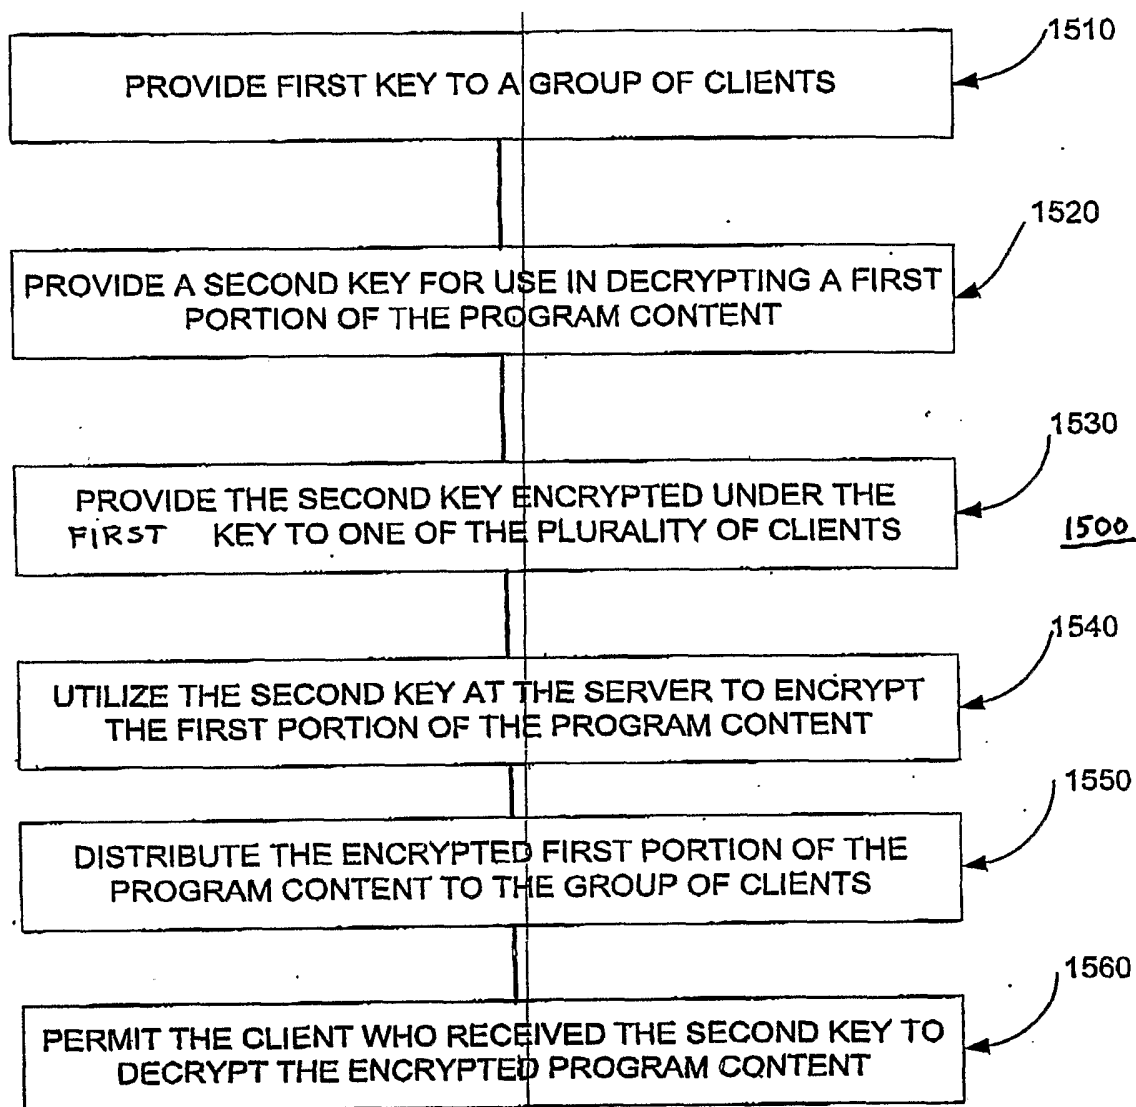 1510
PROVIDE FIRST KEY TO A GROUP OF CLIENTS
1520
PROVIDE A SECOND KEY FOR USE IN DECRYPTING A FIRST
PORTION OF THE PROGRAM CONTENT
1530
PROVIDE THE SECOND KEY ENCRYPTED UNDER THE
FIRST KEY TO ONE OF THE PLURALITY OF CLIENTS
1500
1540
UTILIZE THE SECOND KEY AT THE SERVER TO ENCRYPT
THE FIRST PORTION OF THE PROGRAM CONTENT
1550
DISTRIBUTE THE ENCRYPTED FIRST PORTION OF THE
PROGRAM CONTENT TO THE GROUP OF CLIENTS
1560
PERMIT THE CLIENT WHO RECEIVED THE SECOND KEY TO
DECRYPT THE ENCRYPTED PROGRAM CONTENT